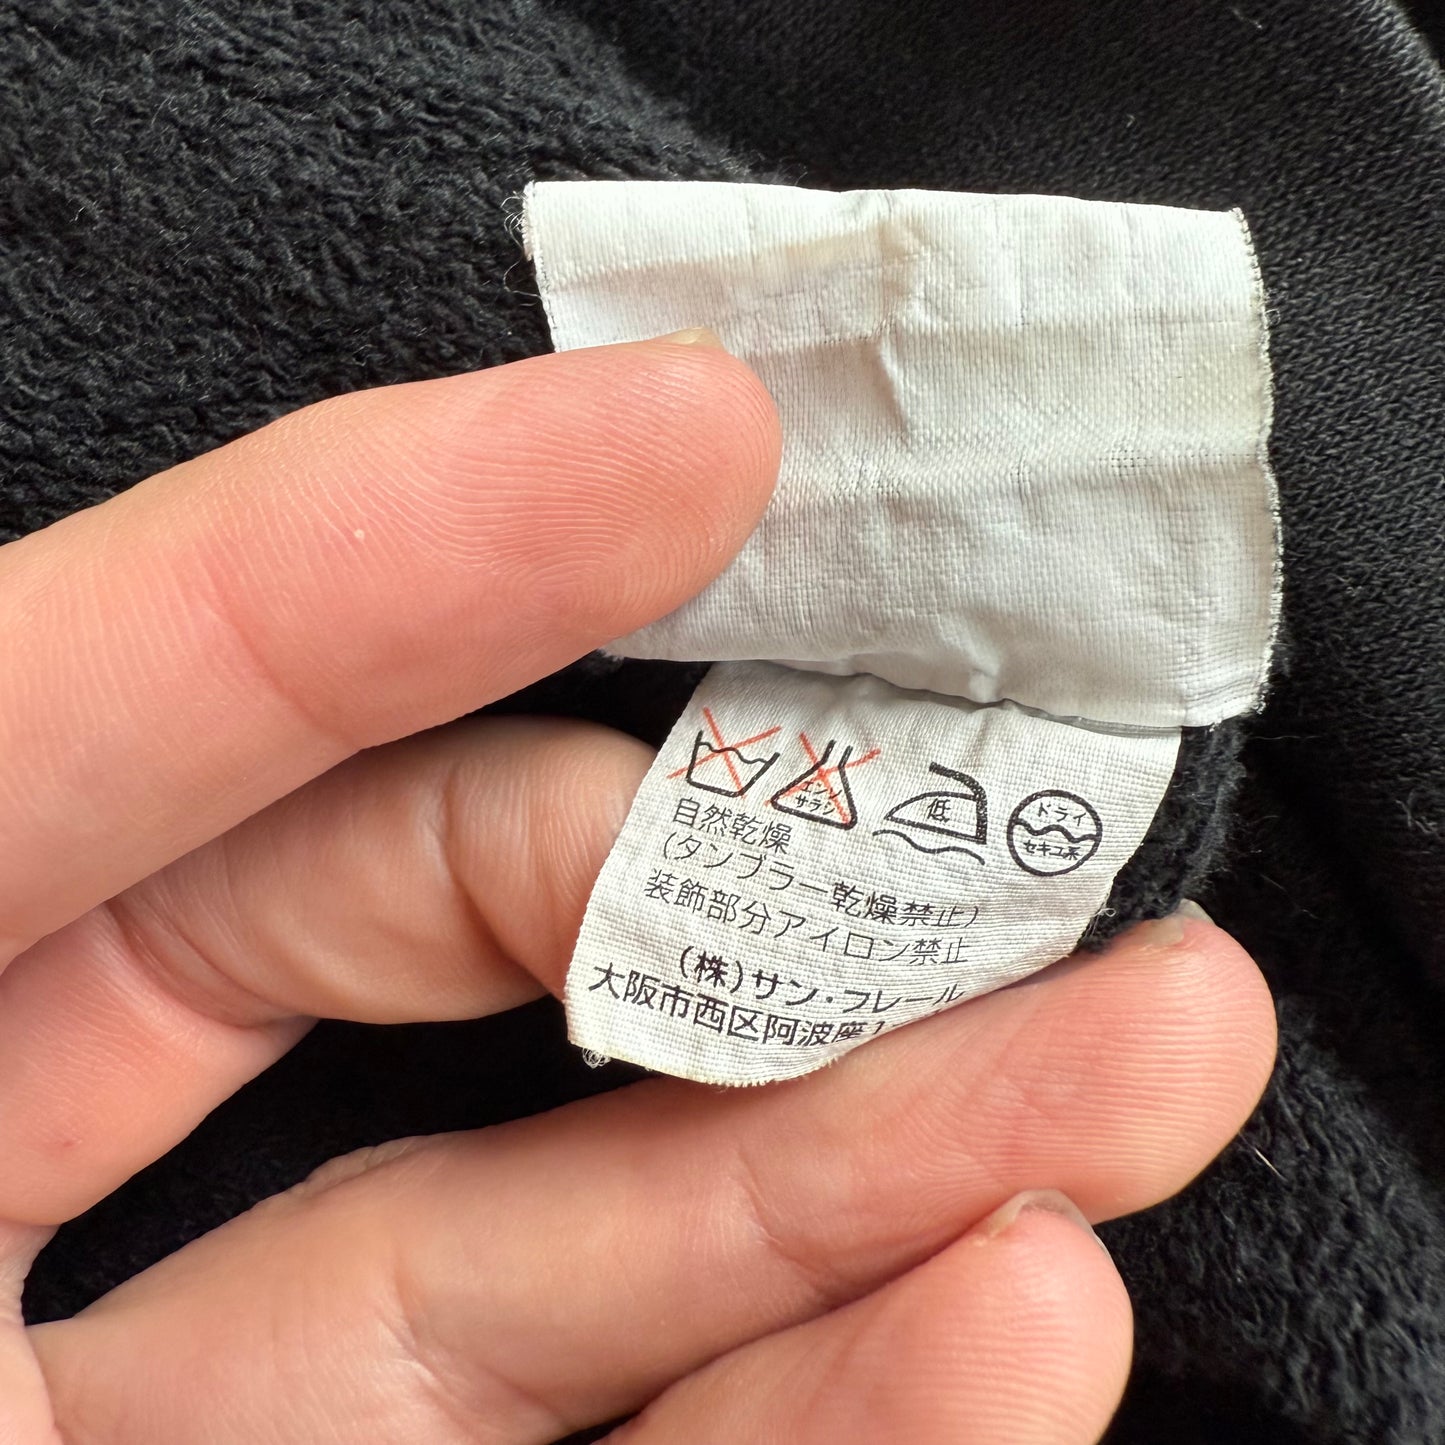 エンソ
サラシ
低
ドライ
セキユ系
自然乾燥
(タンブラー乾燥禁止)
装飾部分アイロン禁止
(株)サン・フレール
大阪市西区阿波座1